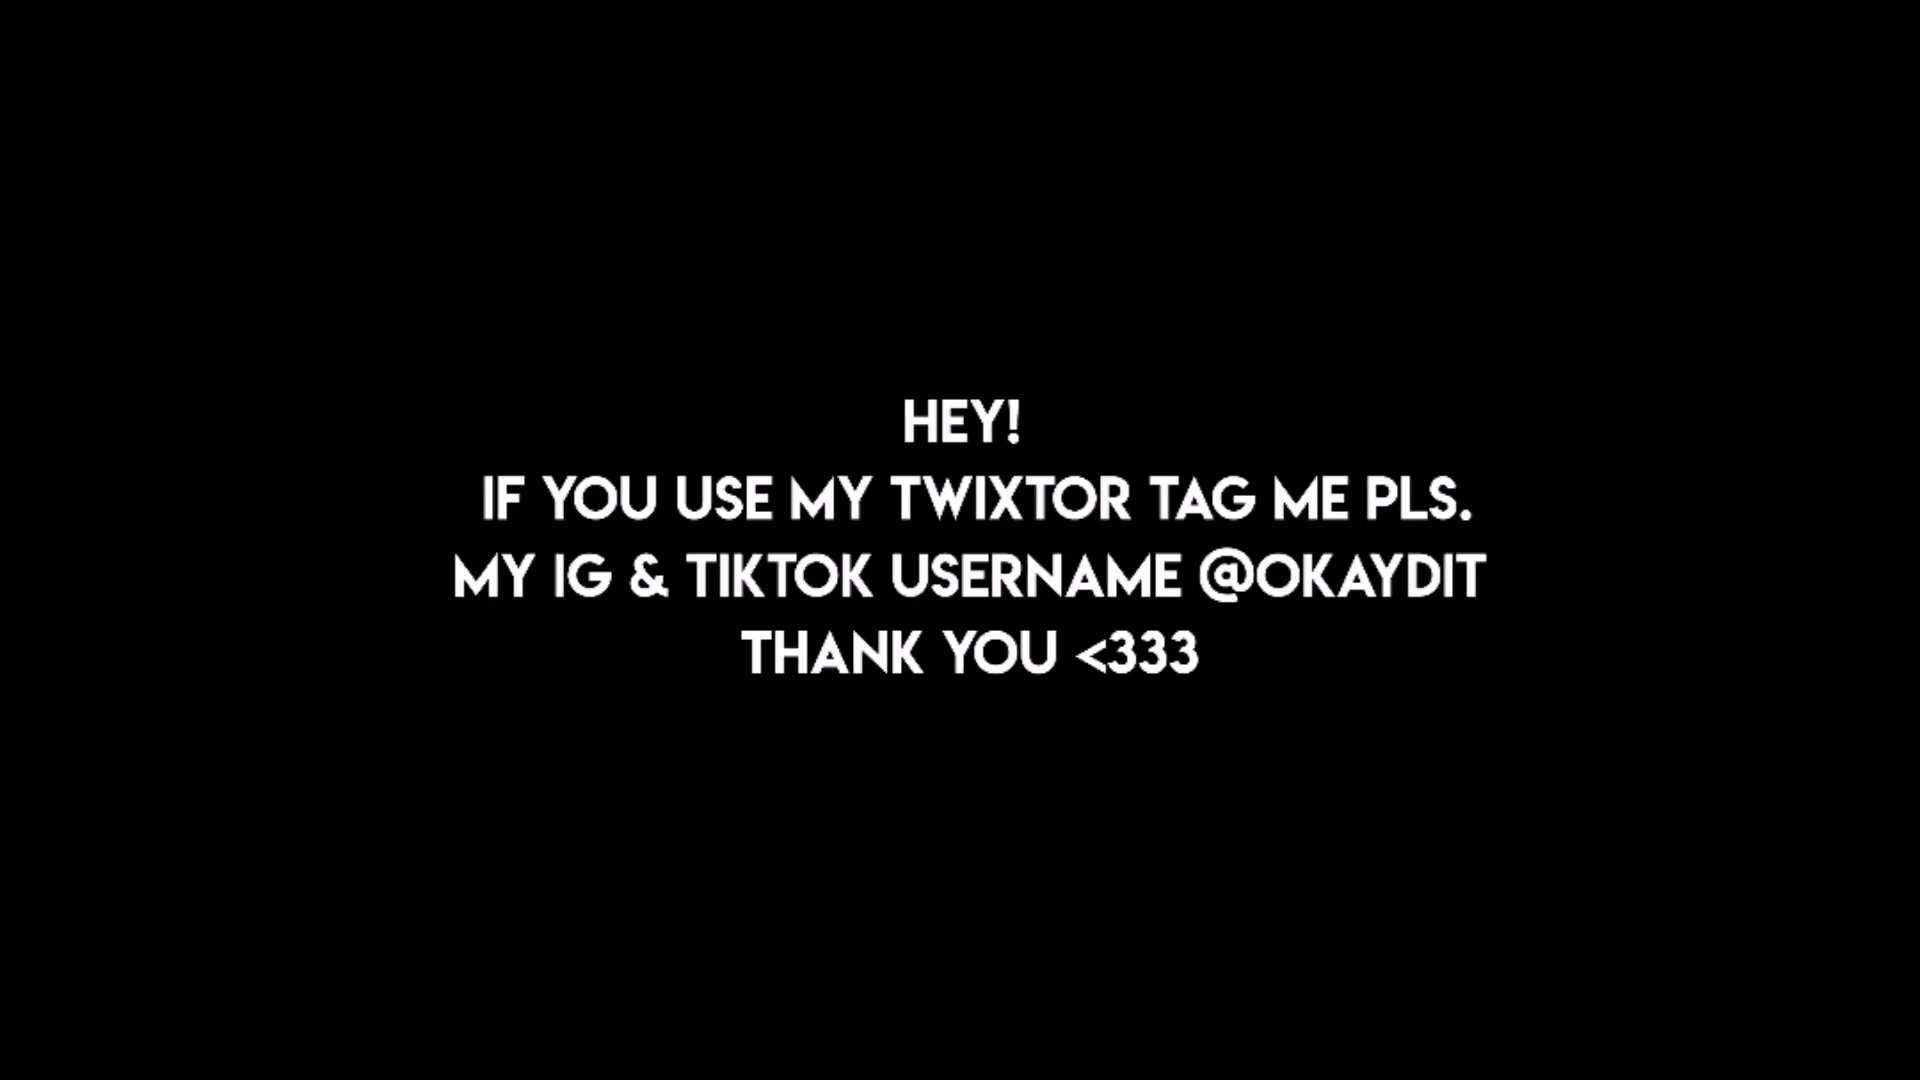 HEY!
IF YOU USE MY TWIXTOR TAG ME PLS.
MY IG & TIKTOK USERNAME @OKAYDIT
THANK YOU <333